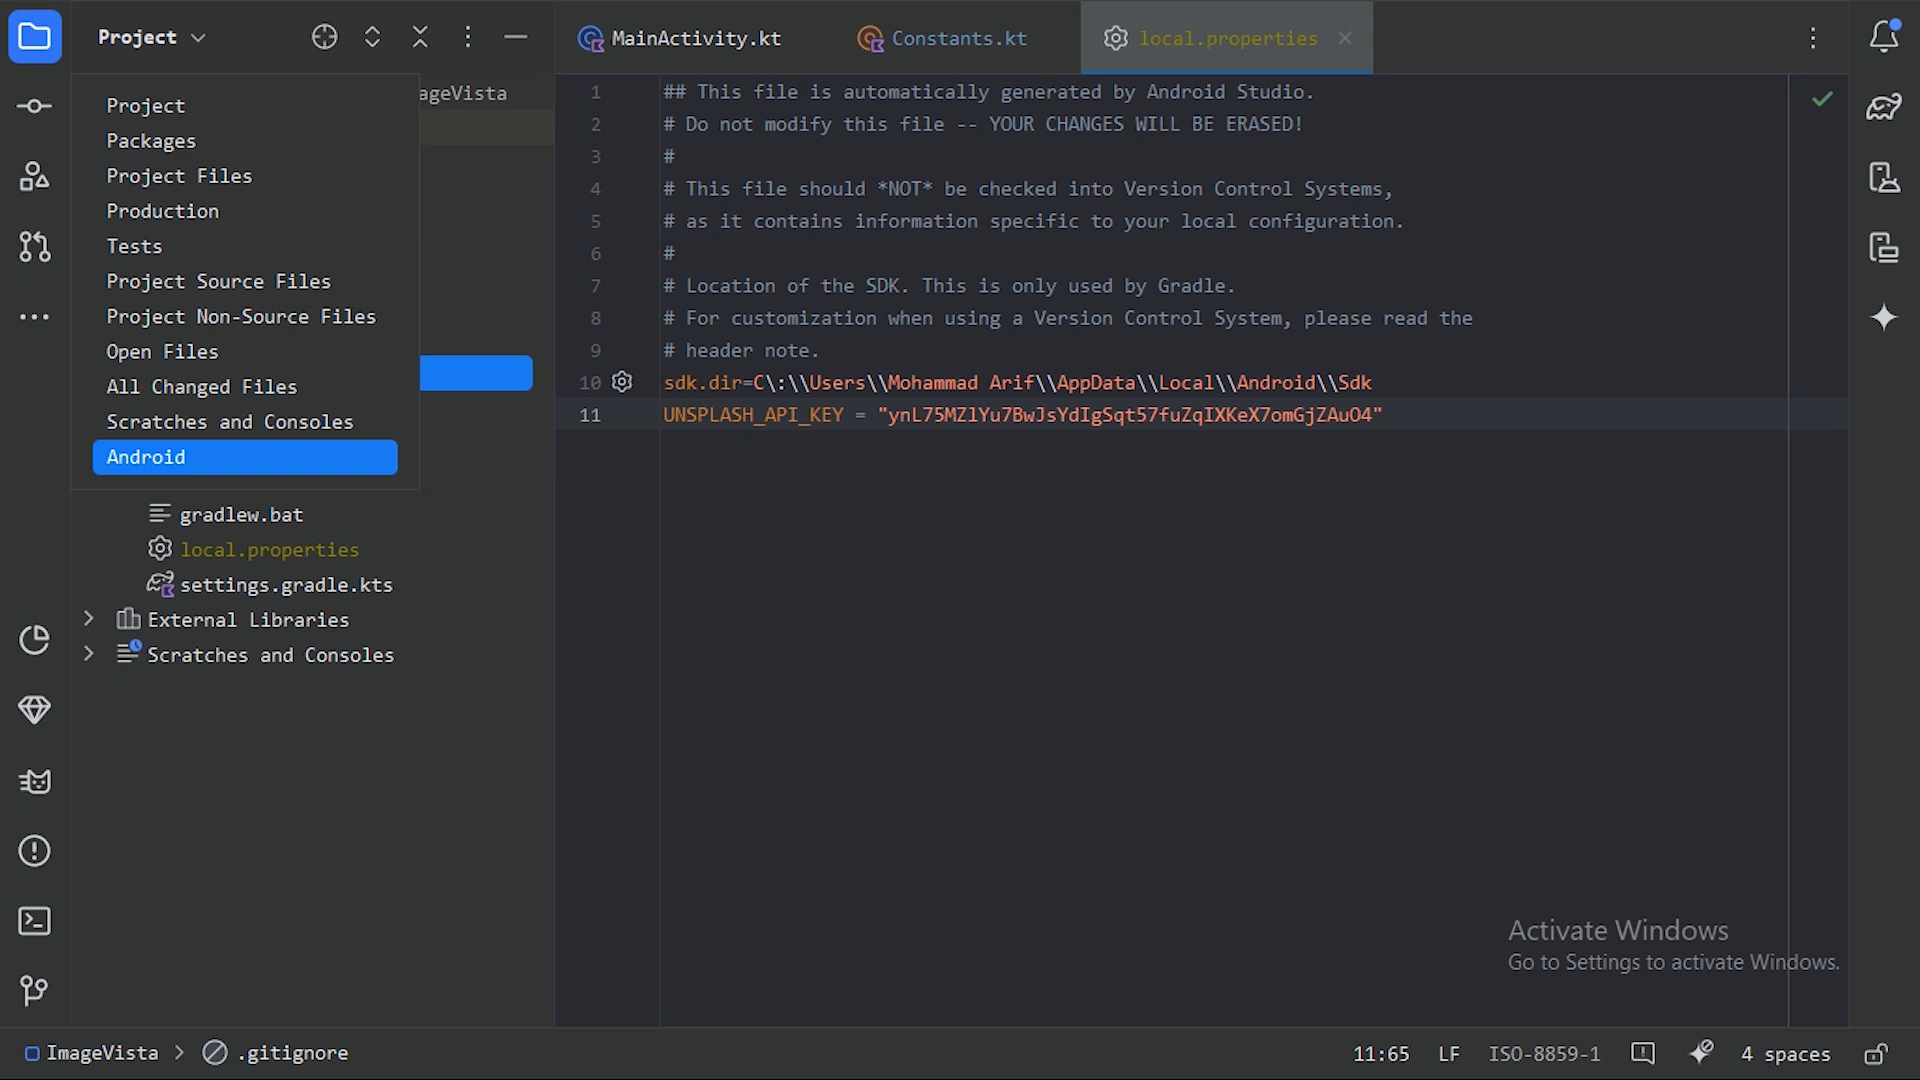 Project
MainActivity.kt
Constants.kt
local.properties
ageVista
Project
Packages
Project Files
Production
Tests
Project Source Files
Project Non-Source Files
Open Files
All Changed Files
Scratches and Consoles
Android
gradlew.bat
local.properties
settings.gradle.kts
External Libraries
Scratches and Consoles
1 ## This file is automatically generated by Android Studio.
2 # Do not modify this file -- YOUR CHANGES WILL BE ERASED!
3 #
4 # This file should *NOT* be checked into Version Control Systems,
5 # as it contains information specific to your local configuration.
6 #
7 # Location of the SDK. This is only used by Gradle.
8 # For customization when using a Version Control System, please read the
9 # header note.
10 sdk.dir=C\:\\Users\\Mohammad Arif\\AppData\\Local\\Android\\Sdk
11 UNSPLASH_API_KEY = "ynL75MZlYu7BwJsYdIgSqt57fuZqIXKeX7omGjZAuO4"
Activate Windows
Go to Settings to activate Windows.
ImageVista > .gitignore
11:65 LF ISO-8859-1 4 spaces